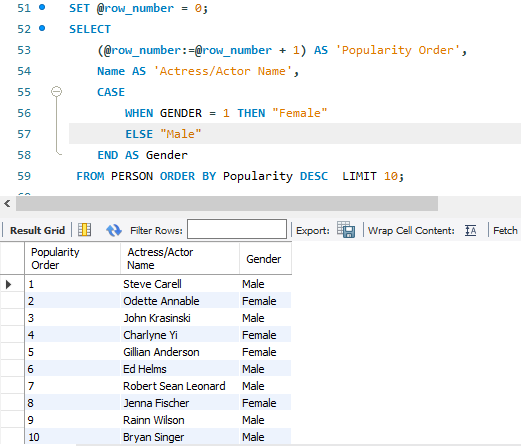 51 SET @row_number = 0;
52 SELECT
53 (@row_number:=@row_number + 1) AS 'Popularity Order',
54 Name AS 'Actress/Actor Name',
55 CASE
56 WHEN GENDER = 1 THEN "Female"
57 ELSE "Male"
58 END AS Gender
59 FROM PERSON ORDER BY Popularity DESC  LIMIT 10;
Result Grid Filter Rows: Export: Wrap Cell Content: Fetch
Popularity Actress/Actor Gender
Order Name
1 Steve Carell Male
2 Odette Annable Female
3 John Krasinski Male
4 Charlyne Yi Female
5 Gillian Anderson Female
6 Ed Helms Male
7 Robert Sean Leonard Male
8 Jenna Fischer Female
9 Rainn Wilson Male
10 Bryan Singer Male